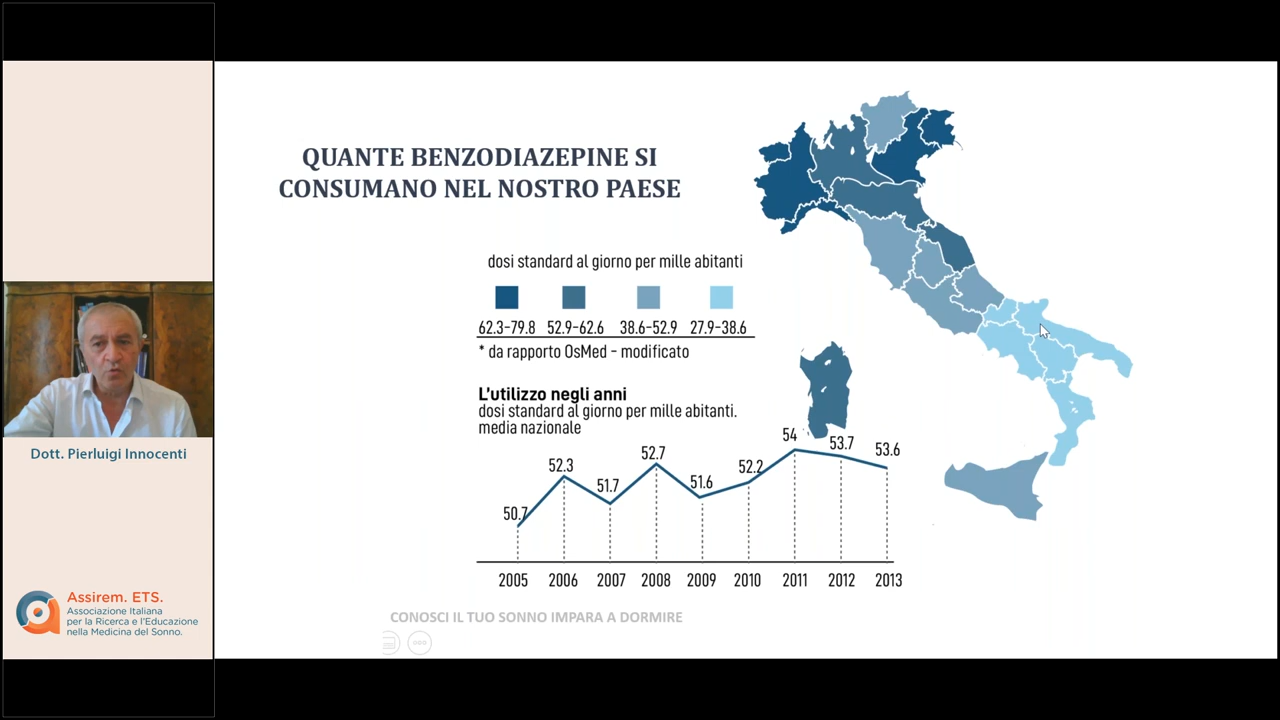 QUANTE BENZODIAZEPINE SI
CONSUMANO NEL NOSTRO PAESE
dosi standard al giorno per mille abitanti
62.3–79.8 52.9–62.6 38.6–52.9 27.9–38.6
* da rapporto OsMed – modificato
L'utilizzo negli anni
dosi standard al giorno per mille abitanti.
media nazionale
50.7 52.3 51.7 52.7 51.6 52.2 54 53.7 53.6
2005 2006 2007 2008 2009 2010 2011 2012 2013
CONOSCI IL TUO SONNO IMPARA A DORMIRE
Dott. Pierluigi Innocenti
Assirem. ETS.
Associazione Italiana
per la Ricerca e l'Educazione
nella Medicina del Sonno.